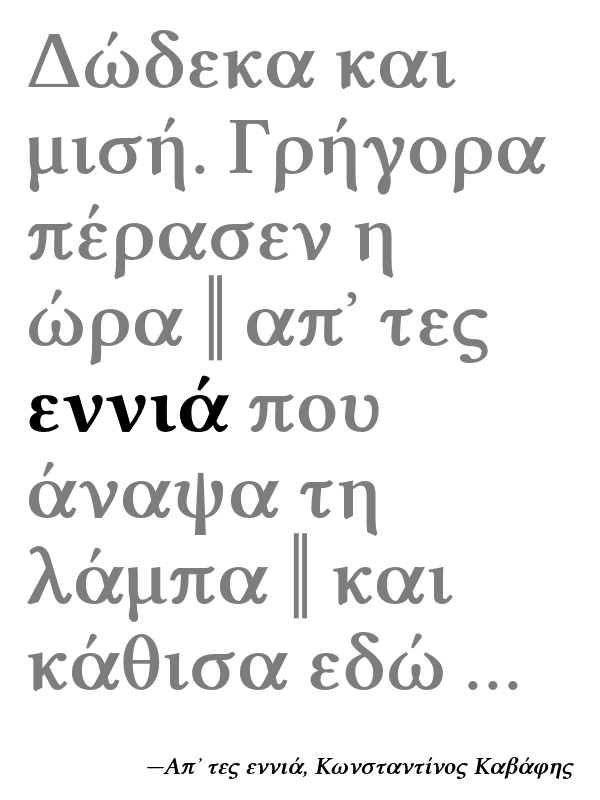 Δώδεκα και
μισή. Γρήγορα
πέρασεν η
ώρα ‖ απ’ τες
εννιά που
άναψα τη
λάμπα ‖ και
κάθισα εδώ ...
—Απ’ τες εννιά, Κωνσταντίνος Καβάφης